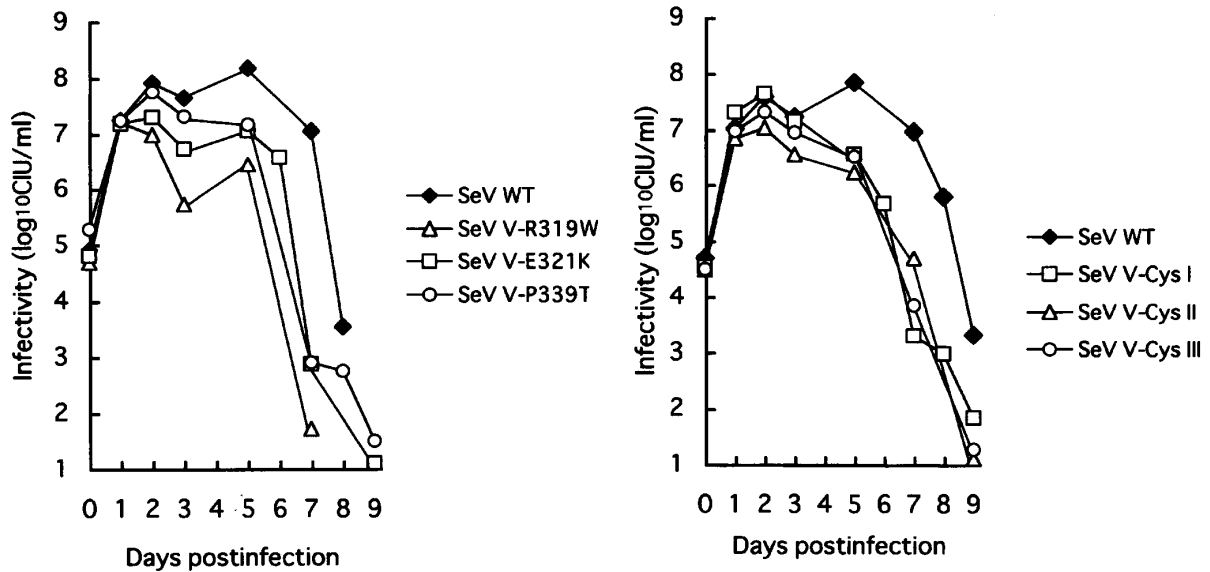 9
8
7
6
5
4
3
2
1
Infectivity (log10CIU/ml)
0 1 2 3 4 5 6 7 8 9
Days postinfection
SeV WT
SeV V-R319W
SeV V-E321K
SeV V-P339T
9
8
7
6
5
4
3
2
1
Infectivity (log10CIU/ml)
0 1 2 3 4 5 6 7 8 9
Days postinfection
SeV WT
SeV V-Cys I
SeV V-Cys II
SeV V-Cys III